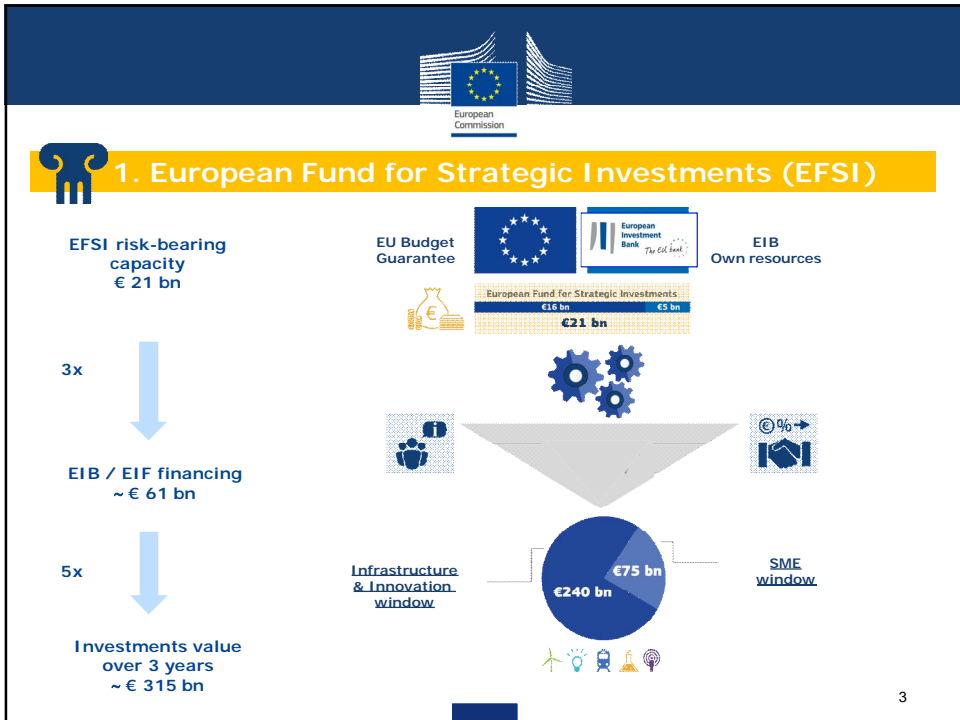 European
Commission
1. European Fund for Strategic Investments (EFSI)
EFSI risk-bearing
capacity
€ 21 bn
3x
EIB / EIF financing
~ € 61 bn
5x
Investments value
over 3 years
~ € 315 bn
EU Budget
Guarantee
European
Investment
Bank
The EU bank
EIB
Own resources
European Fund for Strategic Investments
€16 bn
€5 bn
€21 bn
€
i
€%
Infrastructure
& Innovation
window
€75 bn
€240 bn
SME
window
3